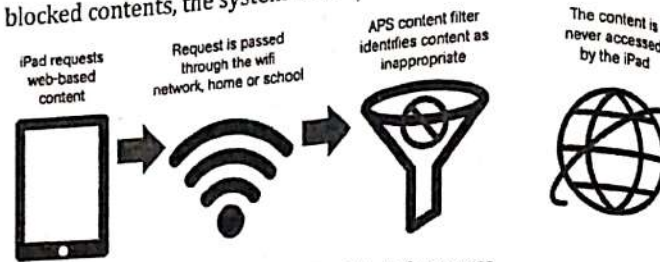 blocked contents, the system
iPad requests
web-based
content
Request is passed
through the wifi
network, home or school
APS content filter
identifies content as
inappropriate
The content is
never accessed
by the iPad